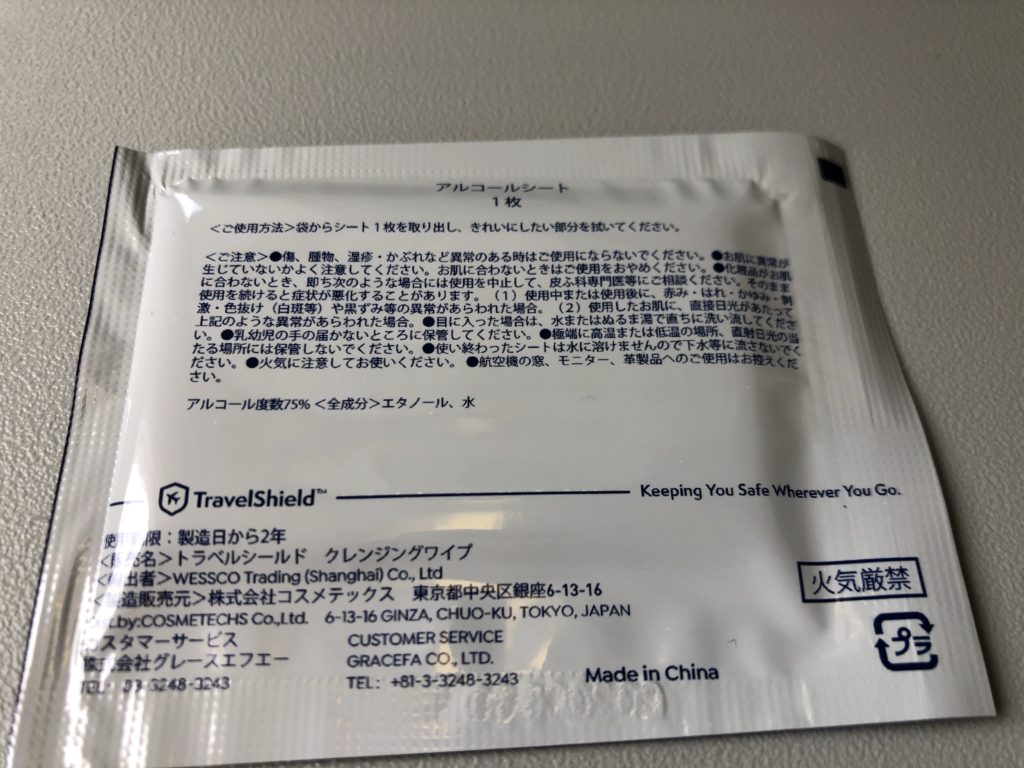 アルコールシート
1枚
＜ご使用方法＞袋からシート1枚を取り出し、きれいにしたい部分を拭いてください。
＜ご注意＞●傷、腫物、湿疹・かぶれなど異常のある時はご使用にならないでください。●お肌に異常が
生じていないかよく注意してください。お肌に合わないときはご使用をおやめください。●化粧品がお肌
に合わないとき、即ち次のような場合には使用を中止して、皮ふ科専門医等にご相談ください。そのまま
使用を続けると症状が悪化することがあります。（1）使用中または使用後に、赤み・はれ・かゆみ・刺
激・色抜け（白斑等）や黒ずみ等の異常があらわれた場合。（2）使用したお肌に、直接日光があたって
上記のような異常があらわれた場合。●目に入った場合は、水またはぬるま湯で直ちに洗い流してくださ
い。●乳幼児の手の届かないところに保管してください。●極端に高温または低温の場所、直射日光の当
たる場所には保管しないでください。●使い終わったシートは水に溶けませんので下水等に流さないでく
ださい。●火気に注意してお使いください。●航空機の窓、モニター、革製品へのご使用はお控えくだ
さい。
アルコール度数75%＜全成分＞エタノール、水
TravelShield™ Keeping You Safe Wherever You Go.
使用期限：製造日から2年
＜販売名＞トラベルシールド クレンジングワイプ
＜輸出者＞WESSCO Trading (Shanghai) Co., Ltd
＜製造販売元＞株式会社コスメテックス 東京都中央区銀座6-13-16
by:COSMETECHS Co.,Ltd. 6-13-16 GINZA, CHUO-KU, TOKYO, JAPAN
カスタマーサービス CUSTOMER SERVICE
株式会社グレースエフエー GRACEFA CO., LTD.
TEL： 03-3248-3243 TEL： +81-3-3248-3243
Made in China
火気厳禁
プラ